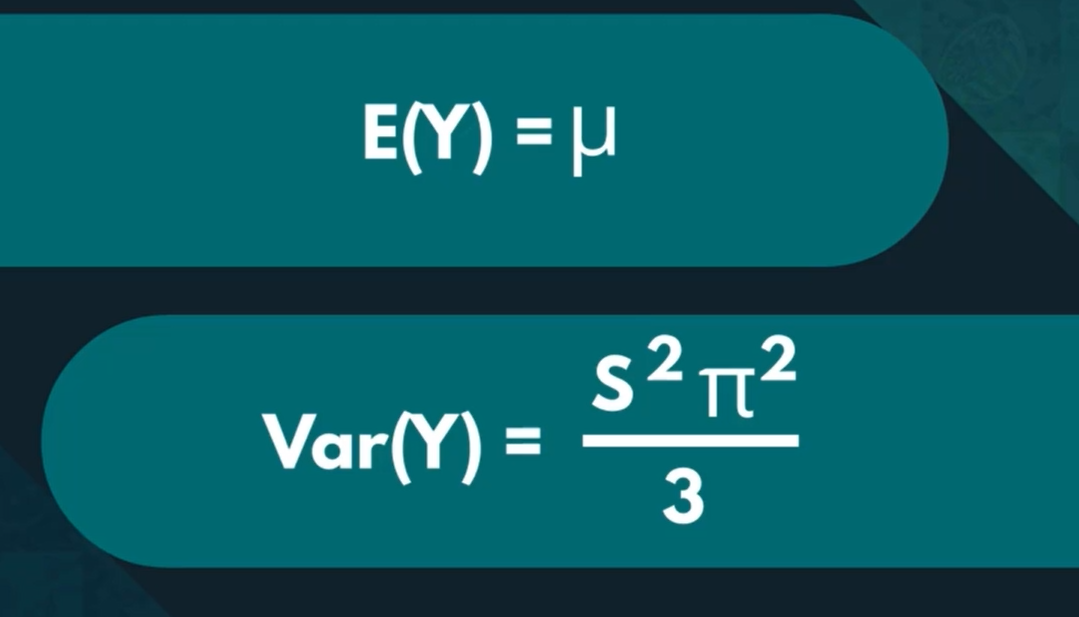 E(Y) = μ
Var(Y) = S²π² / 3